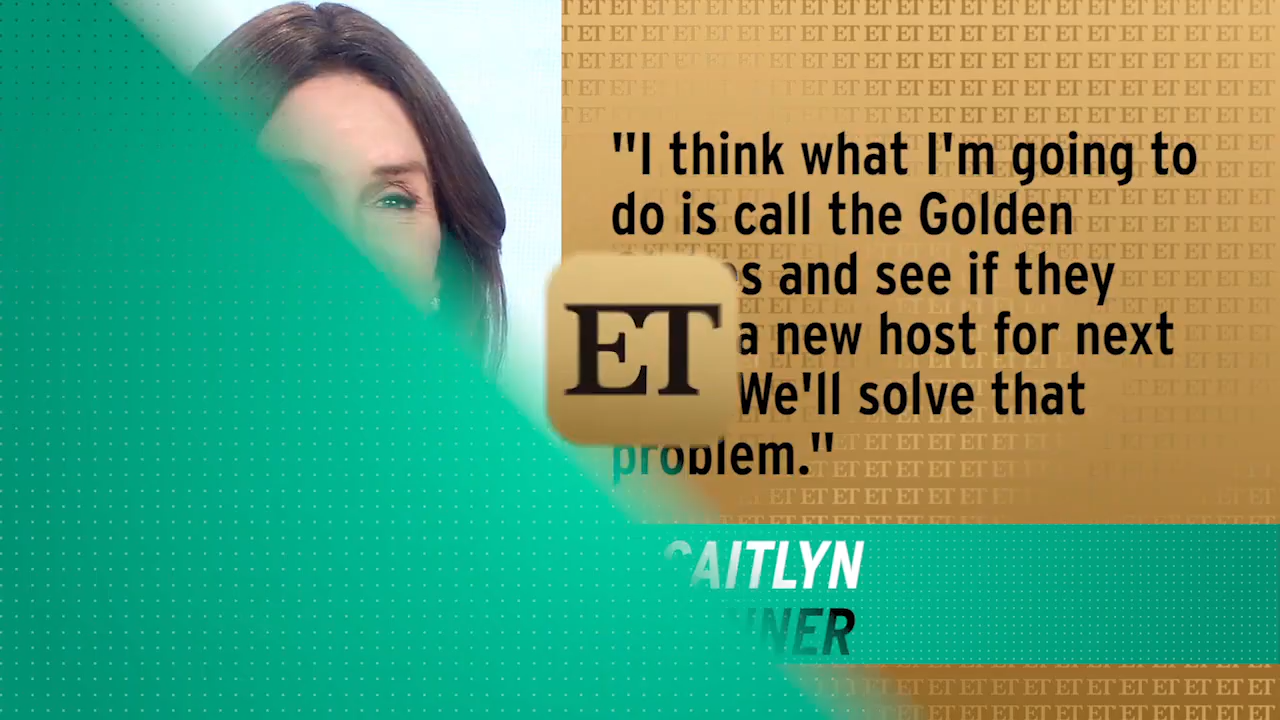 "I think what I'm going to
do is call the Golden
and see if they
a new host for next
We'll solve that
problem."
ET
CAITLYN